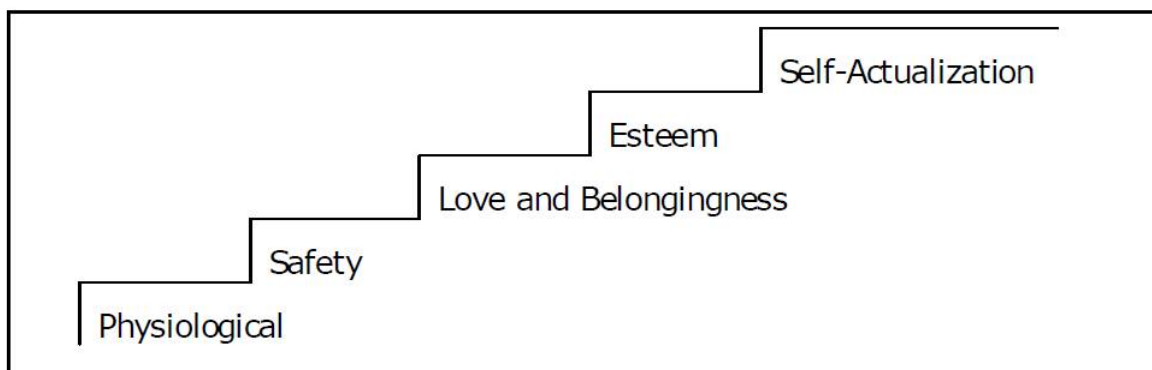 Self-Actualization
Esteem
Love and Belongingness
Safety
Physiological